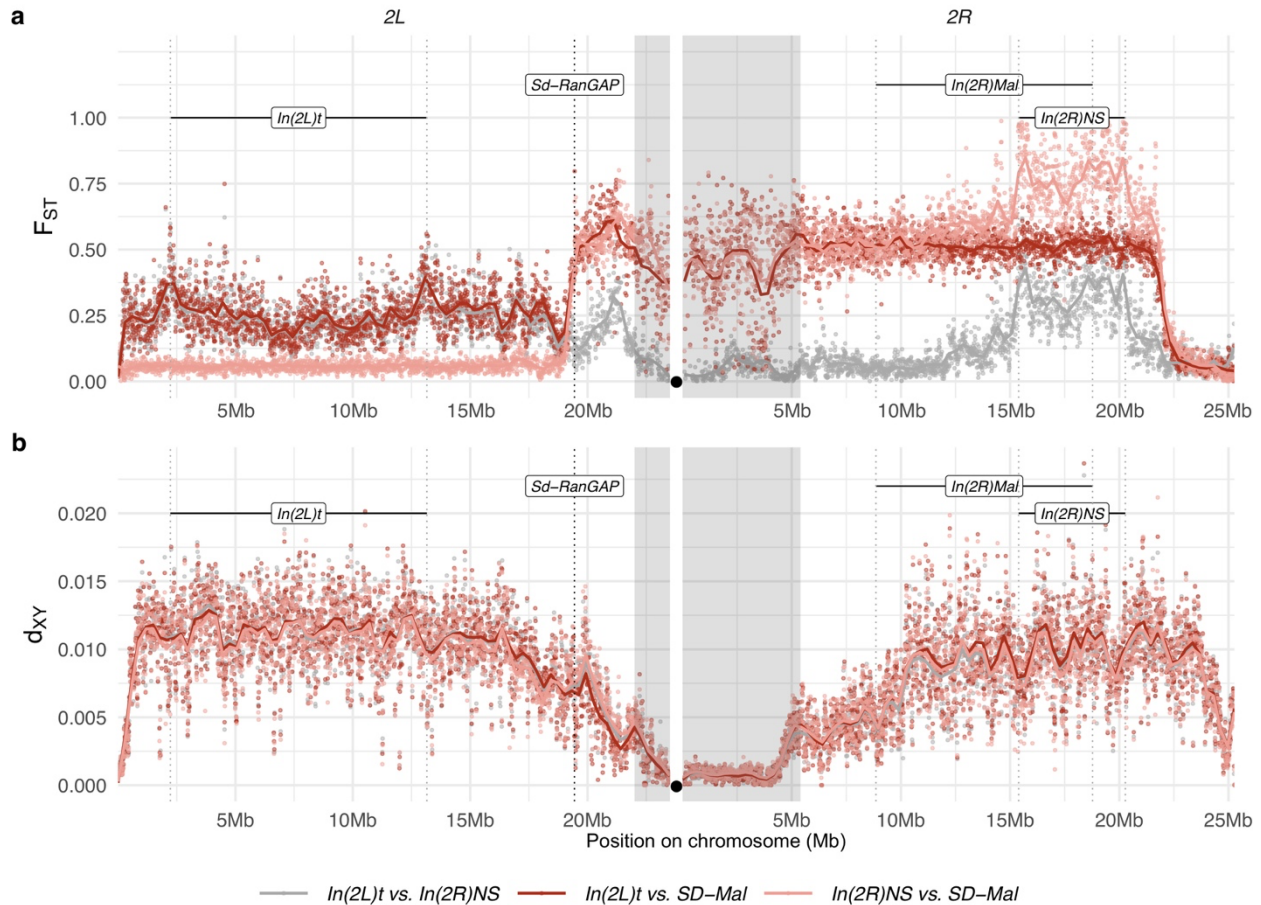 a
2L 2R
Sd-RanGAP In(2R)Mal
1.00 In(2L)t In(2R)NS
0.75
FST
0.50
0.25
0.00
5Mb 10Mb 15Mb 20Mb 5Mb 10Mb 15Mb 20Mb 25Mb
b
Sd-RanGAP In(2R)Mal
0.020 In(2L)t In(2R)NS
0.015
dXY
0.010
0.005
0.000
5Mb 10Mb 15Mb 20Mb 5Mb 10Mb 15Mb 20Mb 25Mb
Position on chromosome (Mb)
In(2L)t vs. In(2R)NS In(2L)t vs. SD-Mal In(2R)NS vs. SD-Mal